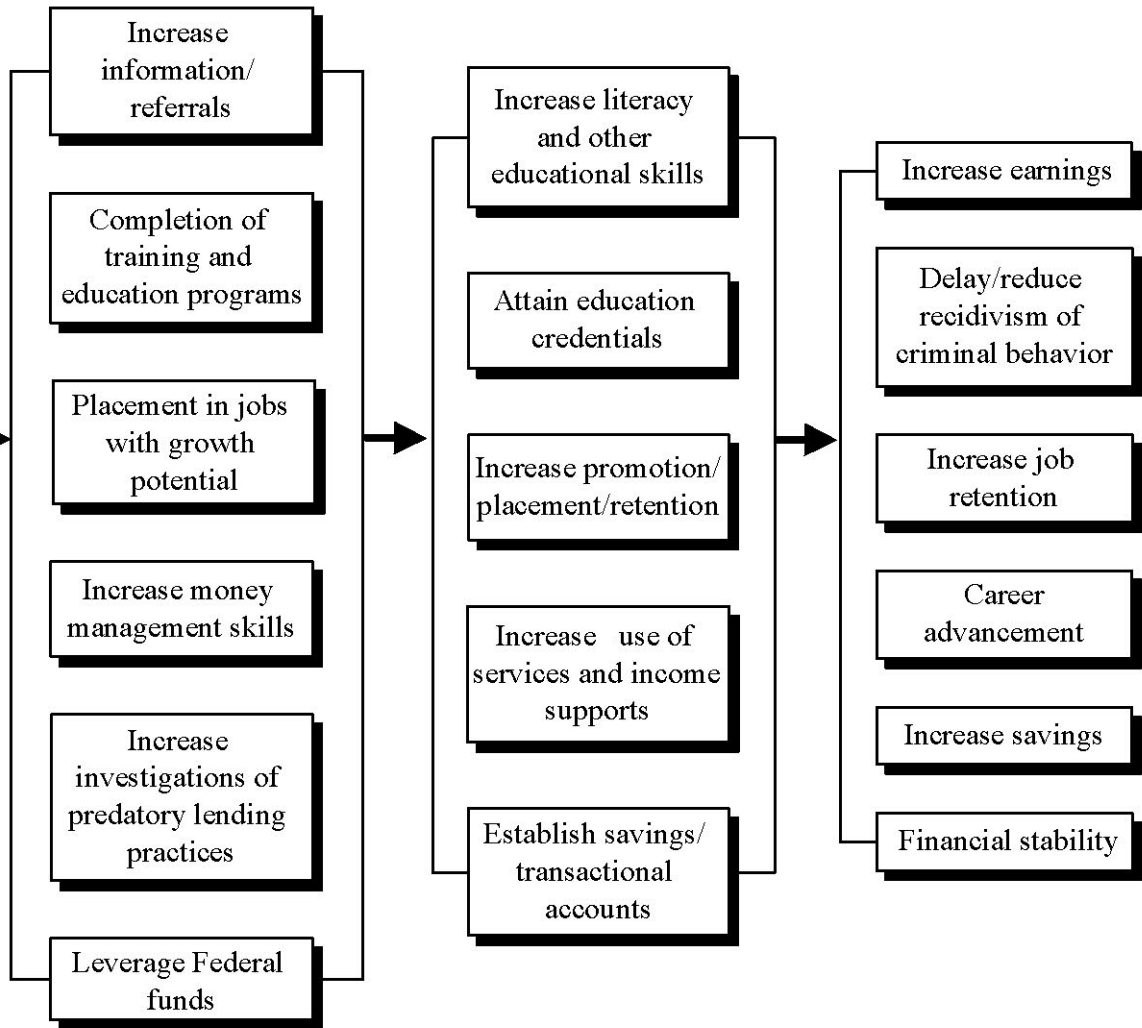 Increase
information/
referrals
Completion of
training and
education programs
Placement in jobs
with growth
potential
Increase money
management skills
Increase
investigations of
predatory lending
practices
Leverage Federal
funds
Increase literacy
and other
educational skills
Attain education
credentials
Increase promotion/
placement/retention
Increase use of
services and income
supports
Establish savings/
transactional
accounts
Increase earnings
Delay/reduce
recidivism of
criminal behavior
Increase job
retention
Career
advancement
Increase savings
Financial stability